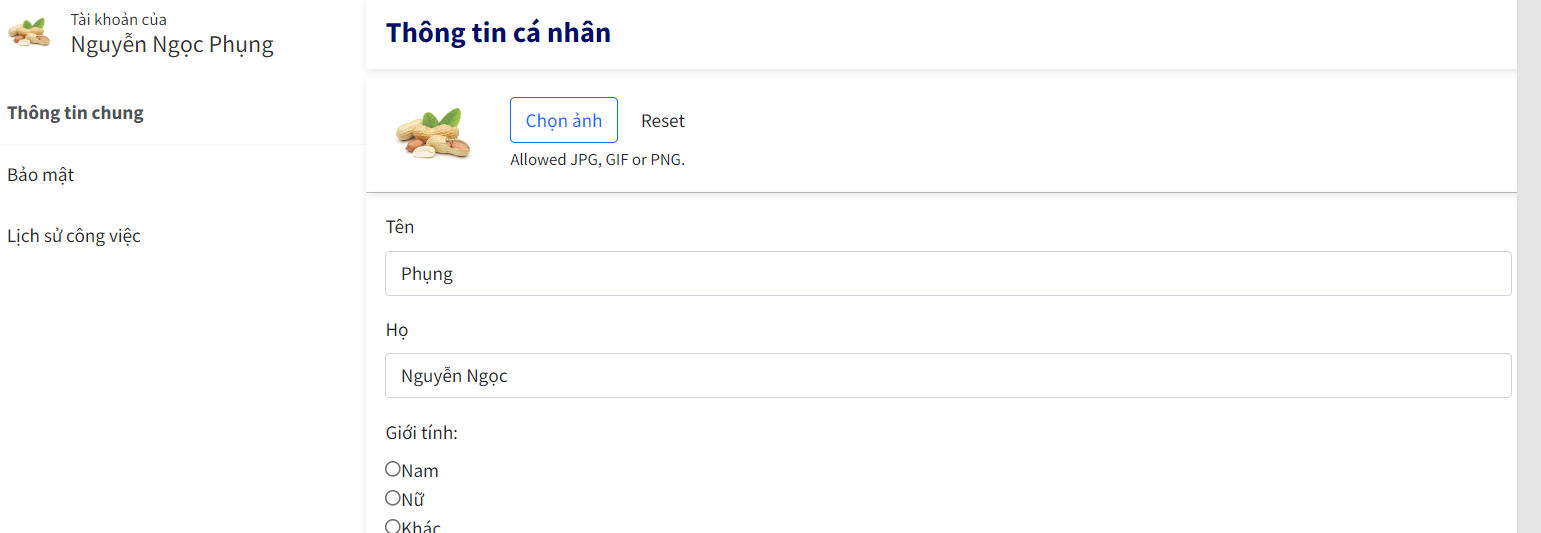 Tài khoản của
Nguyễn Ngọc Phụng
Thông tin chung
Bảo mật
Lịch sử công việc
Thông tin cá nhân
Chọn ảnh Reset
Allowed JPG, GIF or PNG.
Tên
Phụng
Họ
Nguyễn Ngọc
Giới tính:
Nam
Nữ
Khác